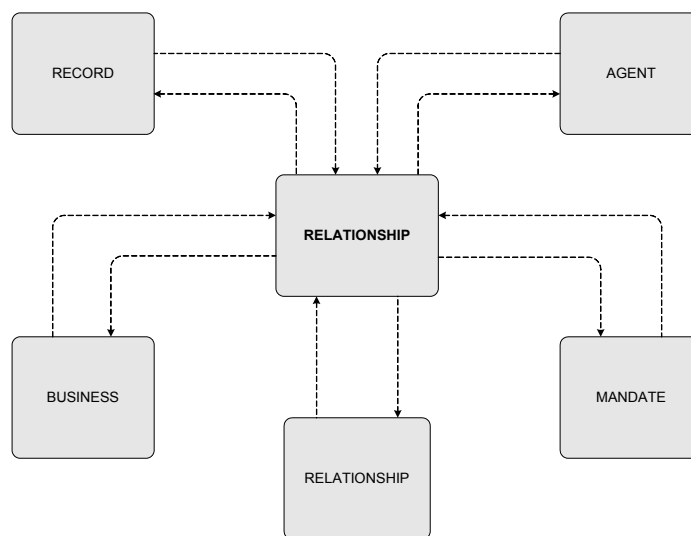 RECORD
AGENT
RELATIONSHIP
BUSINESS
MANDATE
RELATIONSHIP